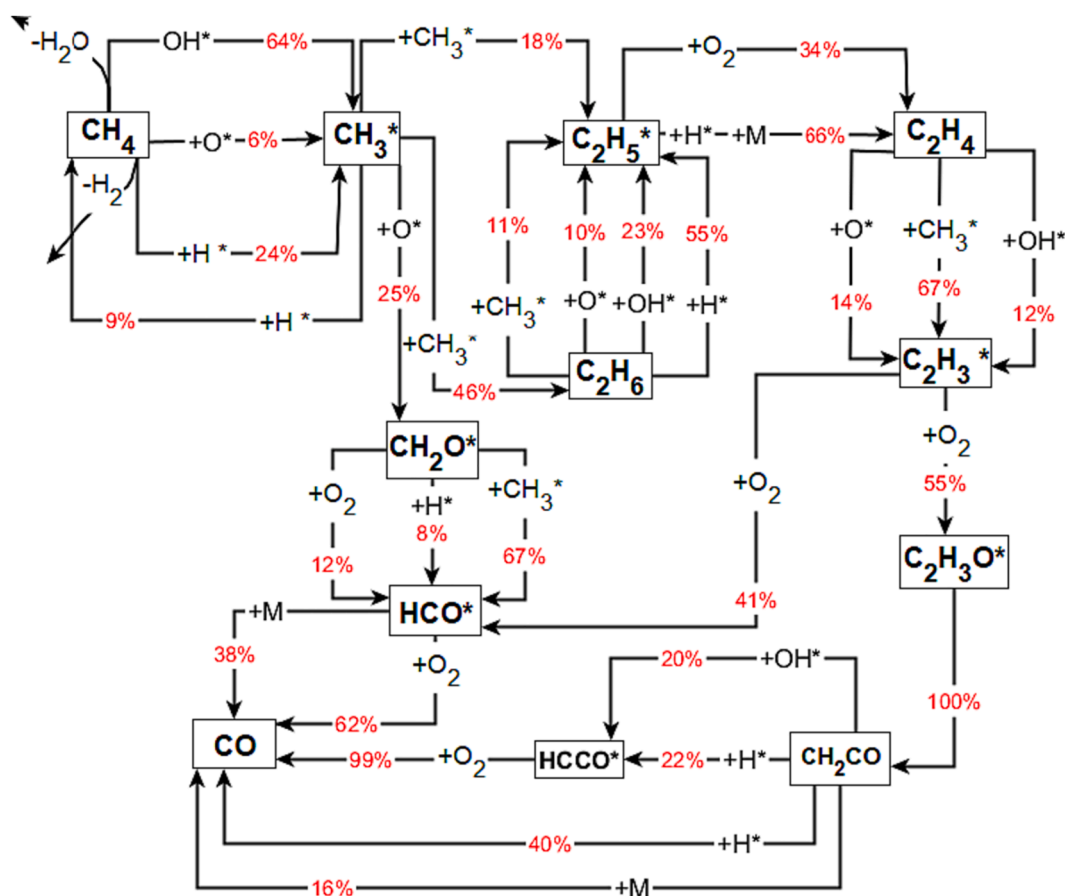 -H2O OH* 64% +CH3* 18% +O2 34%
CH4 +O* 6% CH3* C2H5* +H* +M 66% C2H4
-H2 +H * 24%
9% +H *
+O* 25%
+CH3* 46%
11% 10% 23% 55%
+CH3* +O* +OH* +H*
C2H6
+O* +CH3* +OH*
14% 67% 12%
C2H3 *
CH2O*
+O2 +H* +CH3*
12% 8% 67%
+O2 41%
+O2 55%
C2H3O*
HCO*
+M 38%
+O2 62%
20% +OH*
100%
CO 99% +O2 HCCO* 22% +H* CH2CO
40% +H*
16% +M